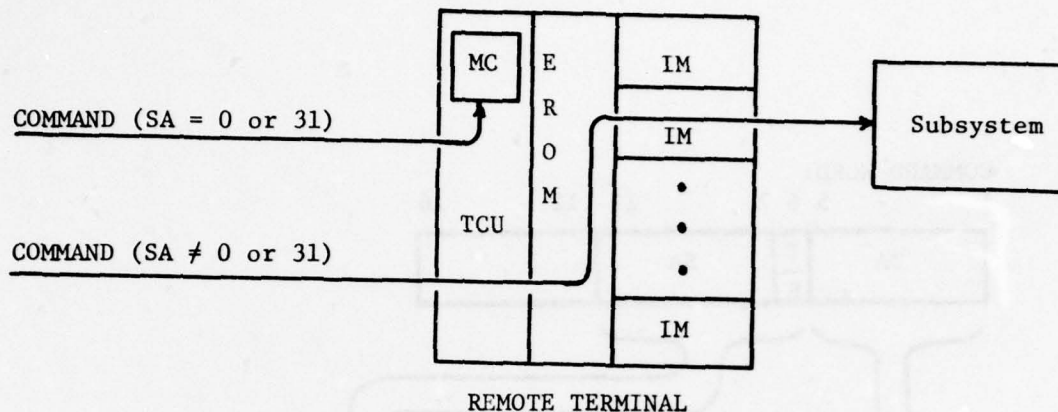 MC
E
R
O
M
IM
COMMAND (SA = 0 or 31)
IM
Subsystem
TCU
COMMAND (SA ≠ 0 or 31)
IM
REMOTE TERMINAL